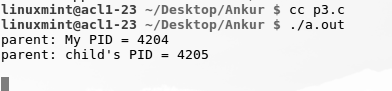 linuxmint@acl1-23 ~/Desktop/Ankur $ cc p3.c
linuxmint@acl1-23 ~/Desktop/Ankur $ ./a.out
parent: My PID = 4204
parent: child's PID = 4205